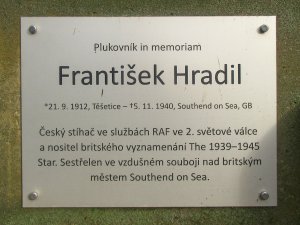 Plukovník in memoriam
František Hradil
*21. 9. 1912, Těšetice – †5. 11. 1940, Southend on Sea, GB
Český stíhač ve službách RAF ve 2. světové válce
a nositel britského vyznamenání The 1939–1945
Star. Sestřelen ve vzdušném souboji nad britským
městem Southend on Sea.